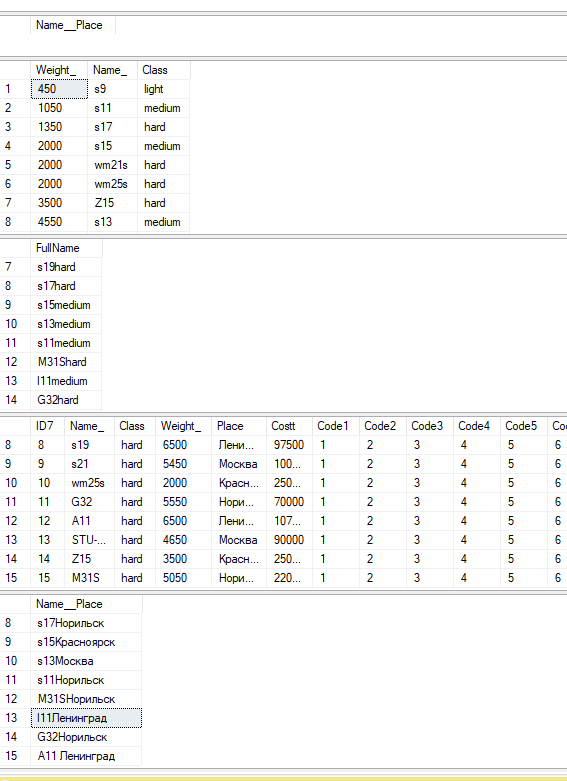 Name__Place
Weight_ Name_ Class
1 450 s9 light
2 1050 s11 medium
3 1350 s17 hard
4 2000 s15 medium
5 2000 wm21s hard
6 2000 wm25s hard
7 3500 Z15 hard
8 4550 s13 medium
FullName
7 s19hard
8 s17hard
9 s15medium
10 s13medium
11 s11medium
12 M31Shard
13 I11medium
14 G32hard
ID7 Name_ Class Weight_ Place Costt Code1 Code2 Code3 Code4 Code5 Co
8 8 s19 hard 6500 Лени... 97500 1 2 3 4 5 6
9 9 s21 hard 5450 Москва 100... 1 2 3 4 5 6
10 10 wm25s hard 2000 Красн... 250... 1 2 3 4 5 6
11 11 G32 hard 5550 Нори... 70000 1 2 3 4 5 6
12 12 A11 hard 6500 Лени... 107... 1 2 3 4 5 6
13 13 STU-... hard 4650 Москва 90000 1 2 3 4 5 6
14 14 Z15 hard 3500 Красн... 250... 1 2 3 4 5 6
15 15 M31S hard 5050 Нори... 220... 1 2 3 4 5 6
Name__Place
8 s17Норильск
9 s15Красноярск
10 s13Москва
11 s11Норильск
12 M31SНорильск
13 I11Ленинград
14 G32Норильск
15 A11 Ленинград